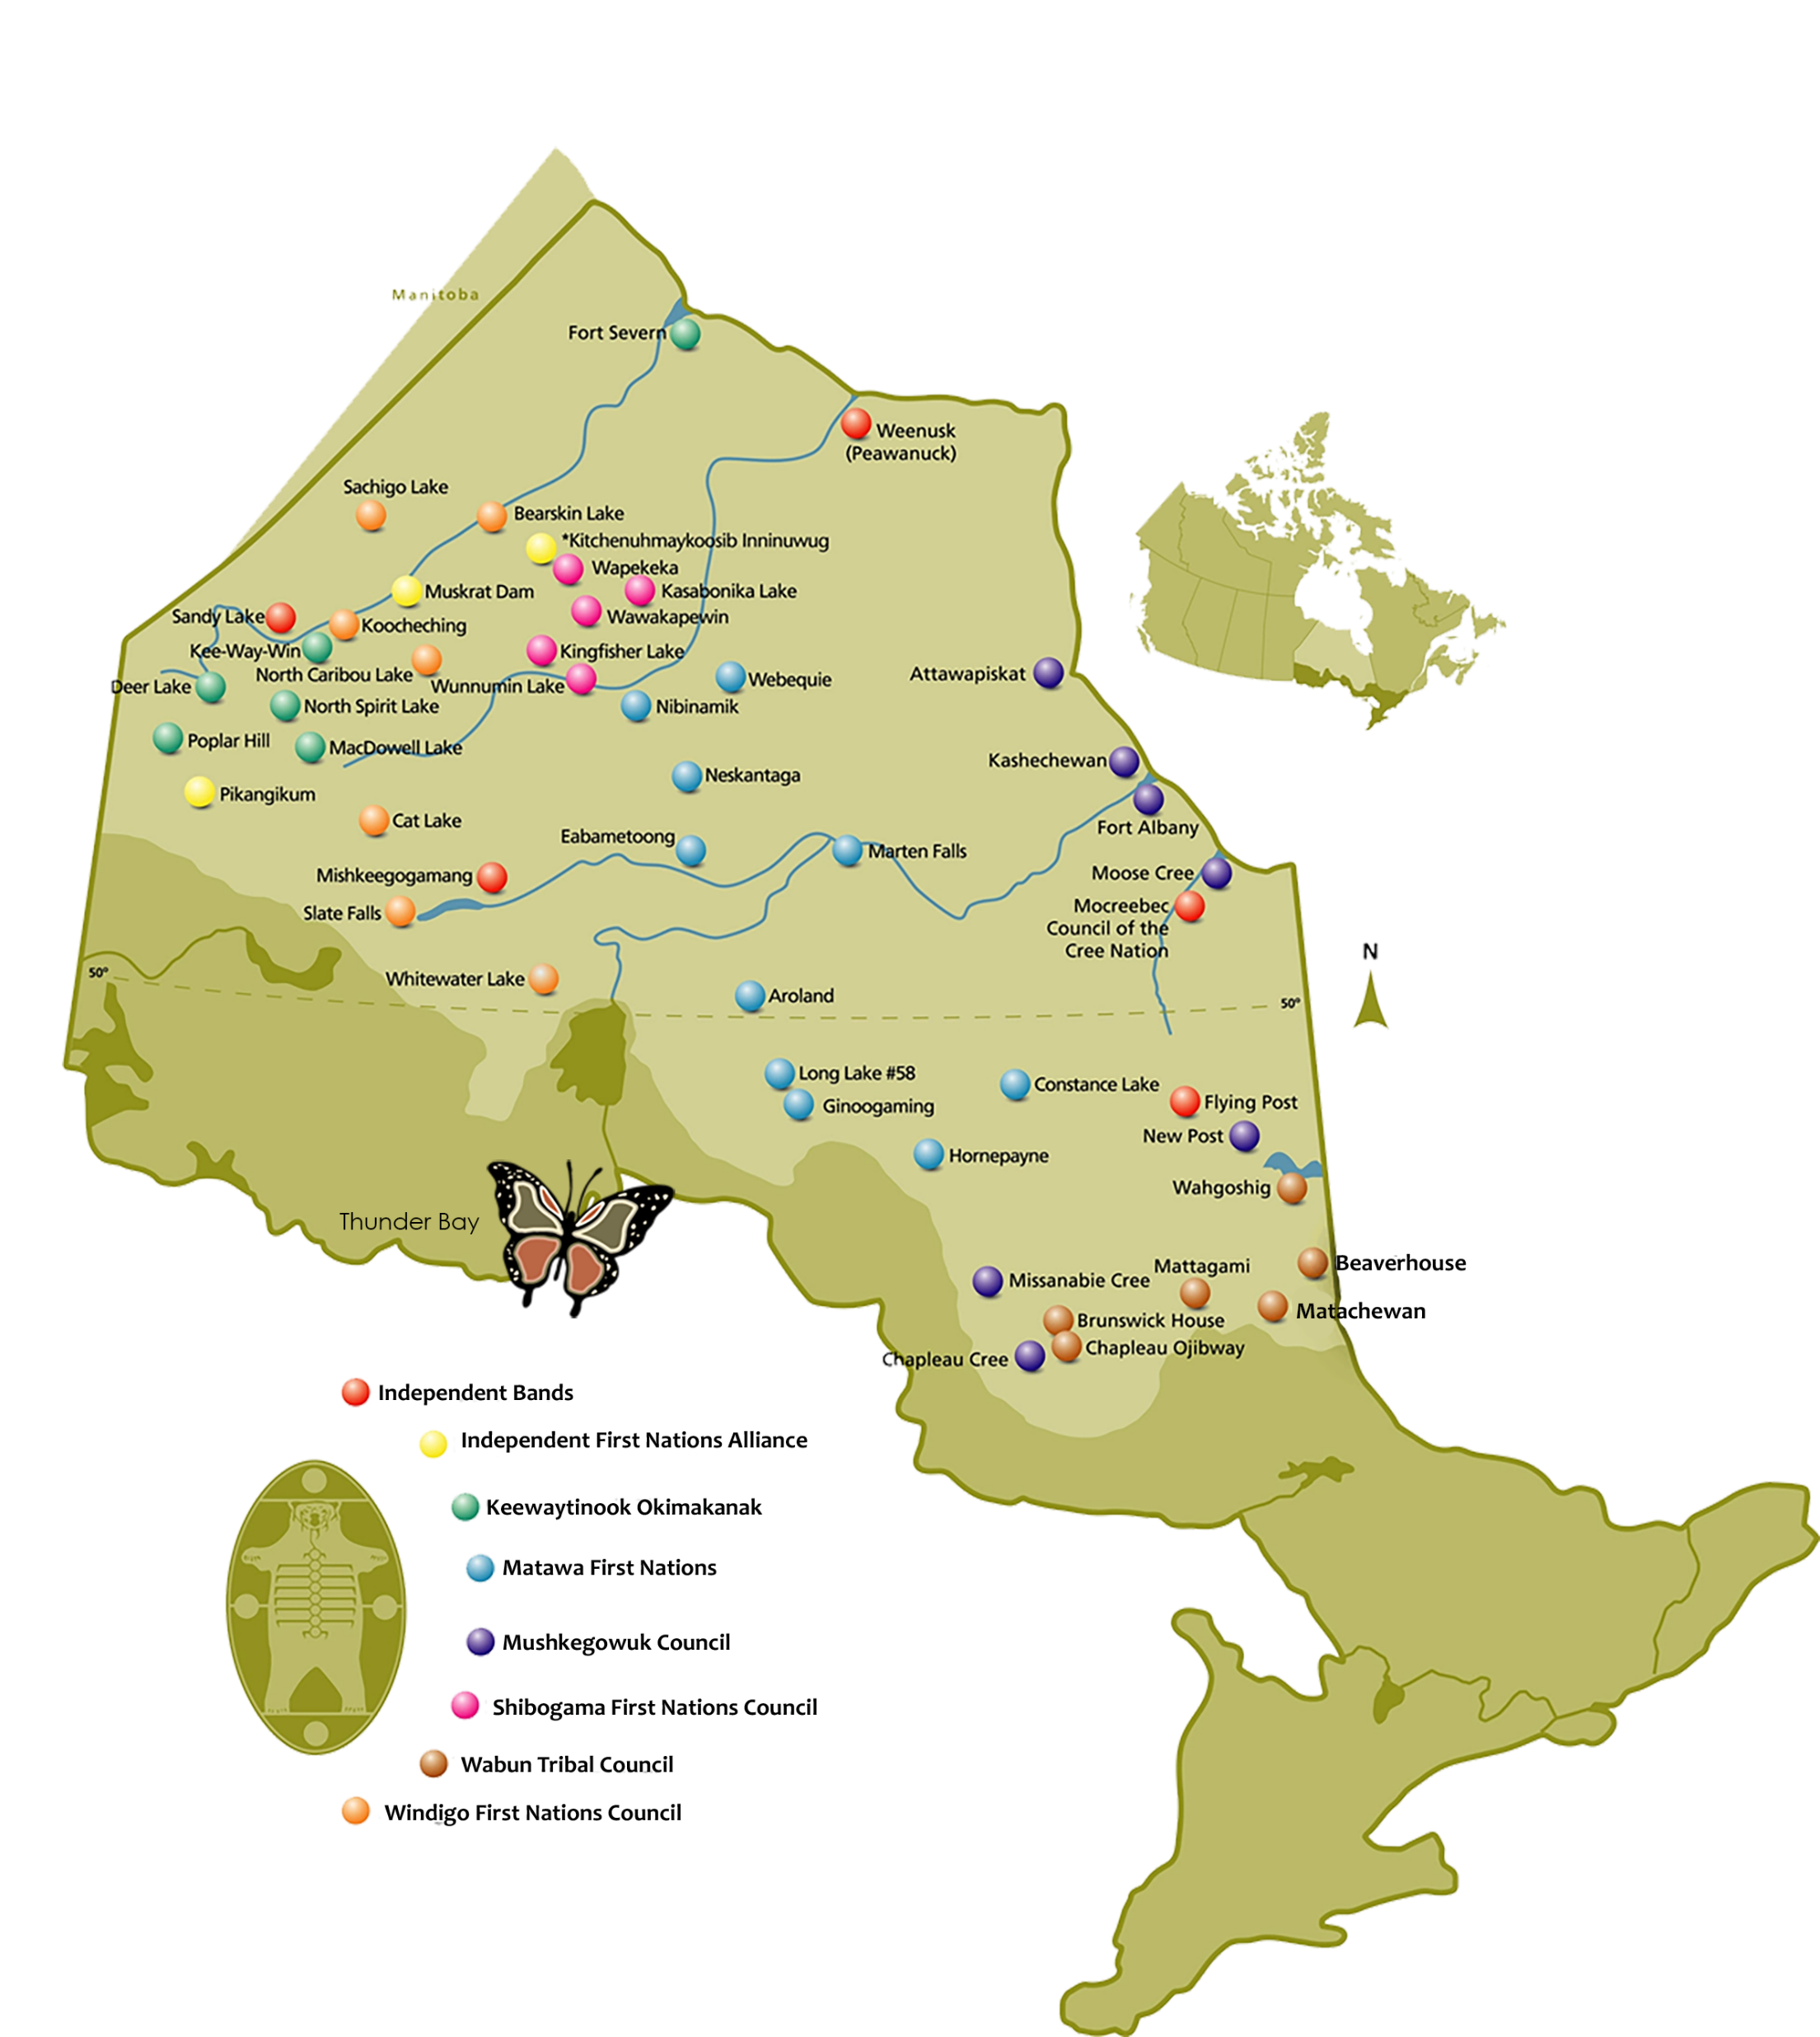 Manitoba
Fort Severn
Weenusk
(Peawanuck)
Sachigo Lake
Bearskin Lake
*Kitchenuhmaykoosib Inninuwug
Wapekeka
Muskrat Dam
Kasabonika Lake
Sandy Lake
Wawakapewin
Koocheching
Kee-Way-Win
Kingfisher Lake
North Caribou Lake
Attawapiskat
Webequie
Deer Lake
Wunnumin Lake
North Spirit Lake
Nibinamik
Poplar Hill
MacDowell Lake
Kashechewan
Neskantaga
Pikangikum
Cat Lake
Fort Albany
Eabametoong
Marten Falls
Moose Cree
Mishkeegogamang
Mocreebec
Council of the
Cree Nation
Slate Falls
N
50°
Whitewater Lake
Aroland
50°
Long Lake #58
Constance Lake
Ginoogaming
Flying Post
New Post
Hornepayne
Wahgoshig
Thunder Bay
Beaverhouse
Mattagami
Missanabie Cree
Matachewan
Brunswick House
Chapleau Ojibway
Chapleau Cree
Independent Bands
Independent First Nations Alliance
Keewaytinook Okimakanak
Matawa First Nations
Mushkegowuk Council
Shibogama First Nations Council
Wabun Tribal Council
Windigo First Nations Council